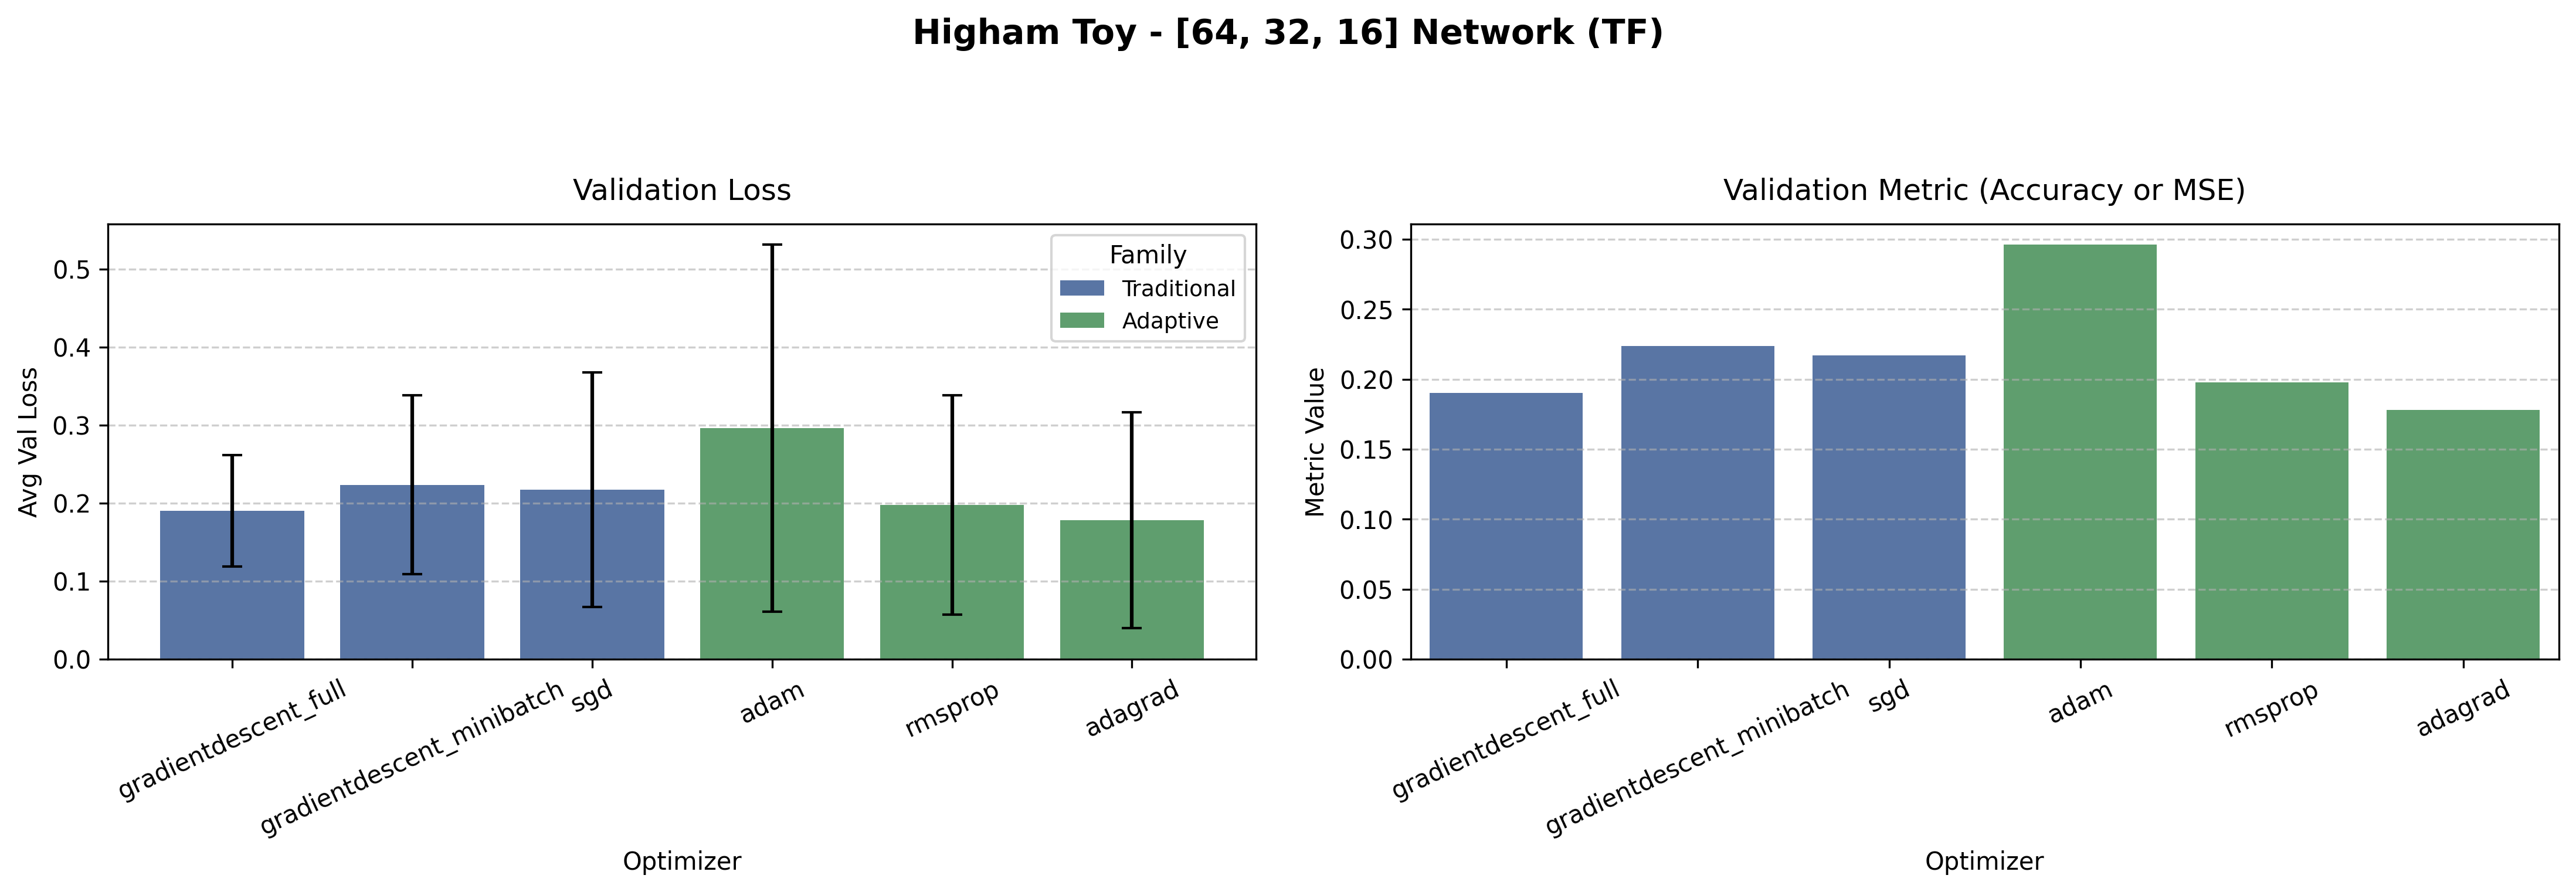 Higham Toy - [64, 32, 16] Network (TF)
Validation Loss
Avg Val Loss
0.5
0.4
0.3
0.2
0.1
0.0
Family
Traditional
Adaptive
gradientdescent_full
gradientdescent_minibatch
sgd
adam
rmsprop
adagrad
Optimizer
Validation Metric (Accuracy or MSE)
Metric Value
0.30
0.25
0.20
0.15
0.10
0.05
0.00
gradientdescent_full
gradientdescent_minibatch
sgd
adam
rmsprop
adagrad
Optimizer